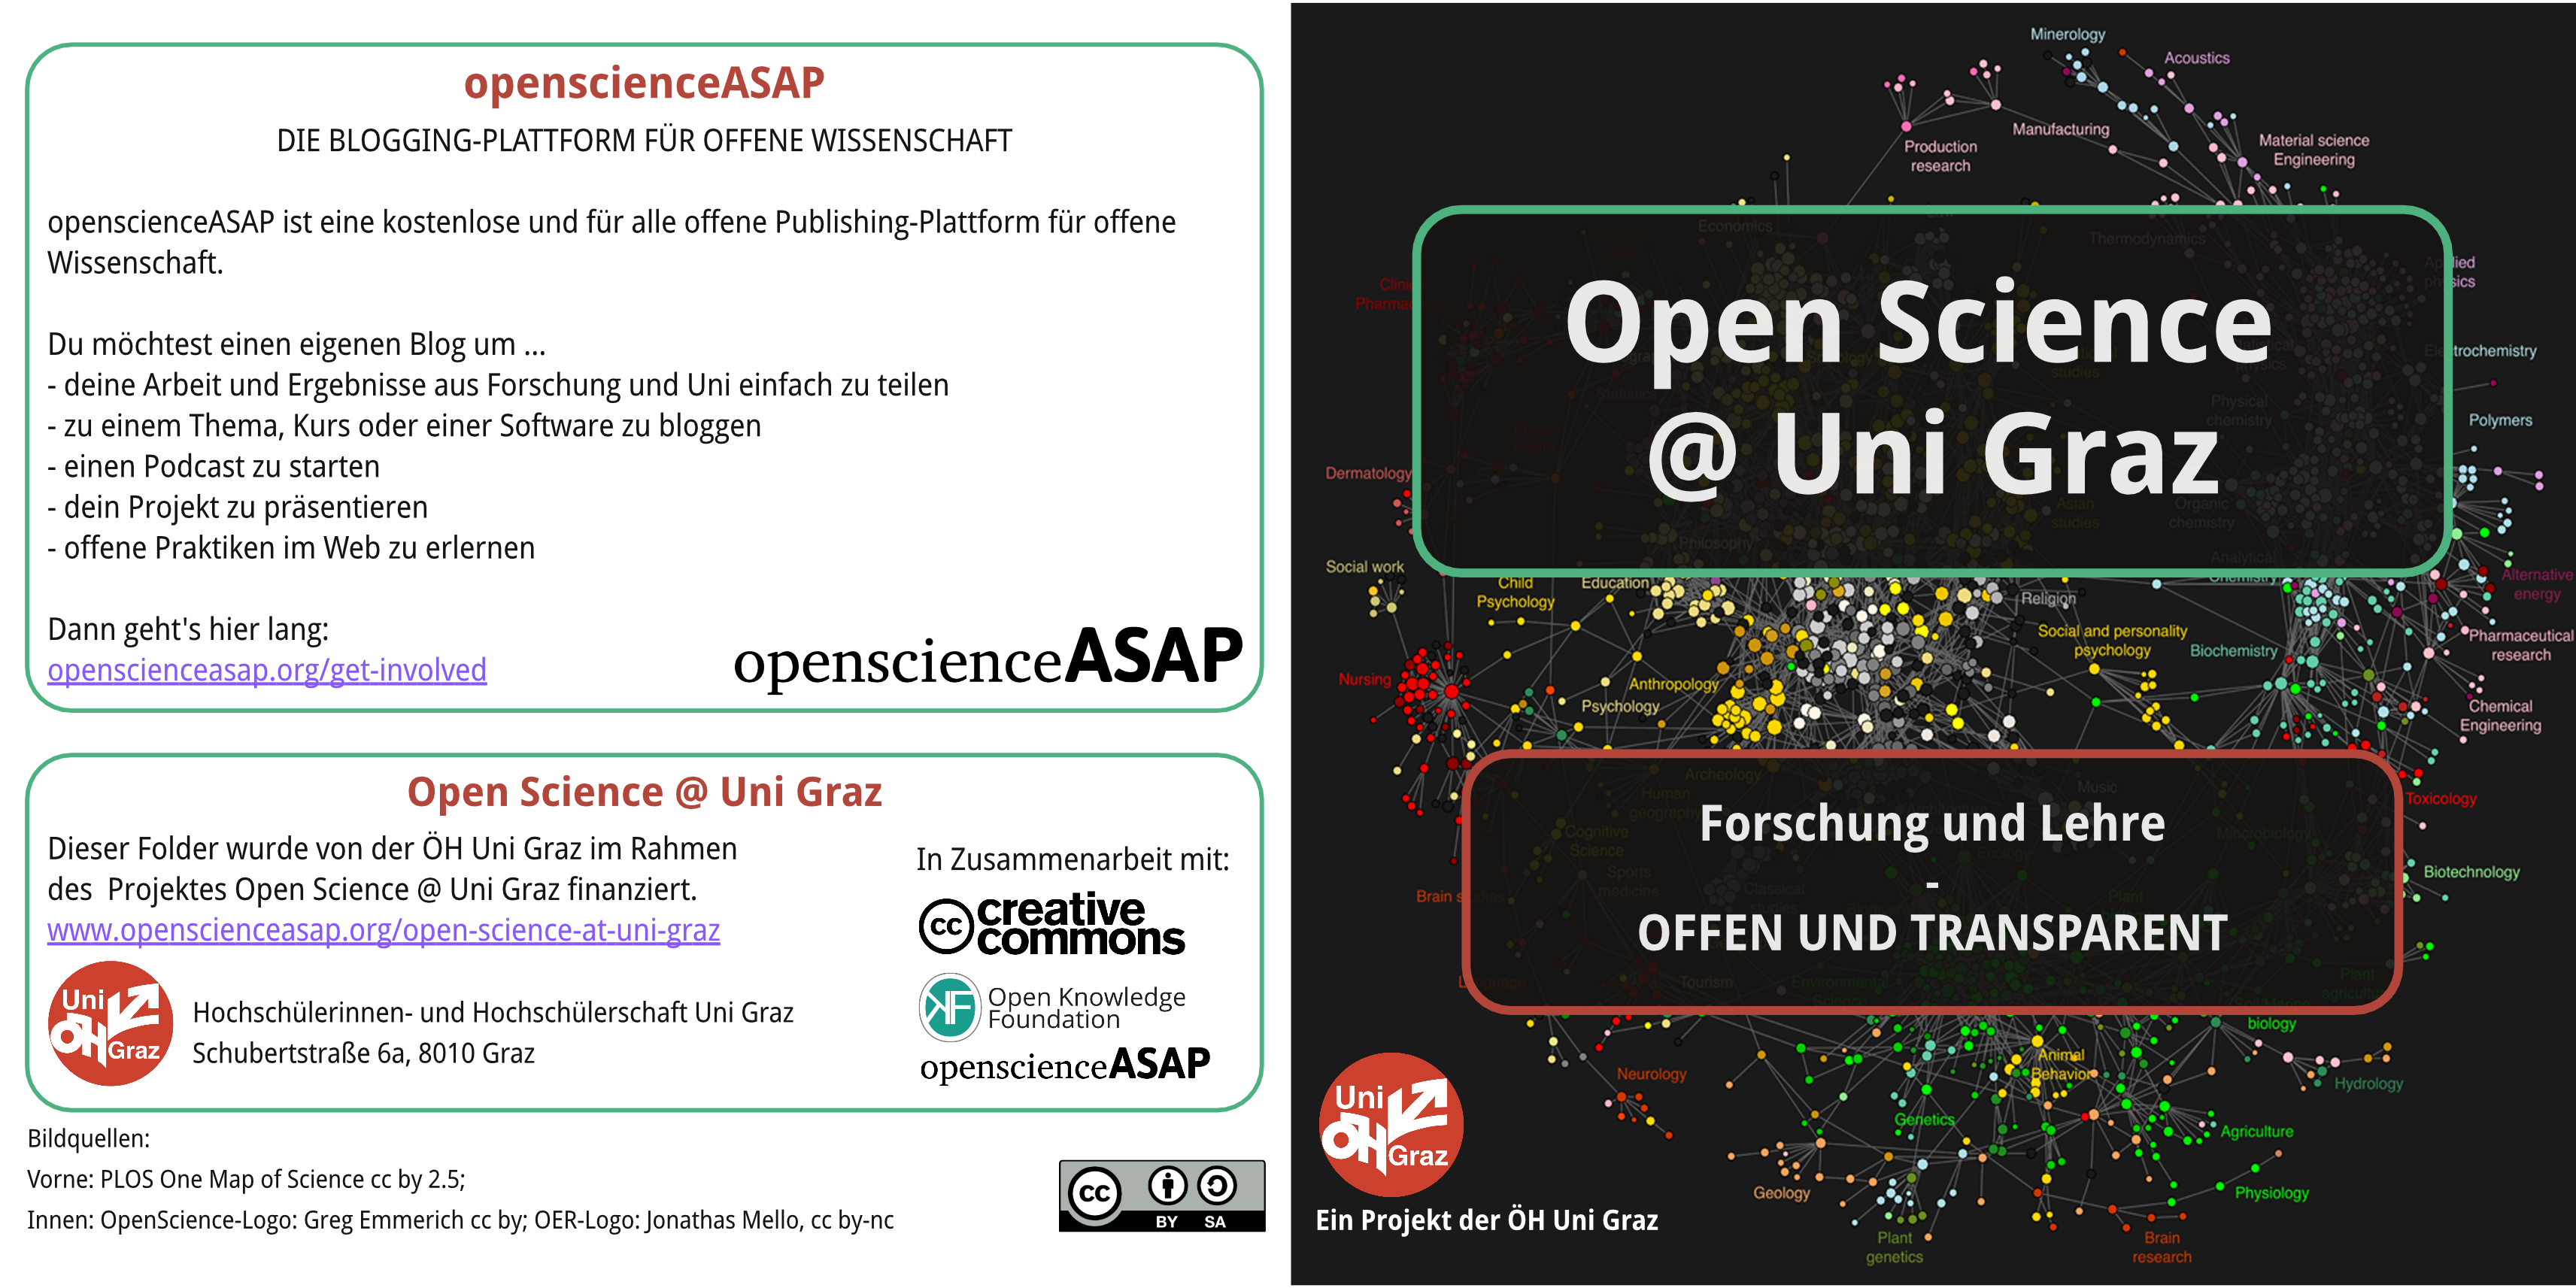 openscienceASAP
DIE BLOGGING-PLATTFORM FÜR OFFENE WISSENSCHAFT
openscienceASAP ist eine kostenlose und für alle offene Publishing-Plattform für offene
Wissenschaft.
Du möchtest einen eigenen Blog um ...
- deine Arbeit und Ergebnisse aus Forschung und Uni einfach zu teilen
- zu einem Thema, Kurs oder einer Software zu bloggen
- einen Podcast zu starten
- dein Projekt zu präsentieren
- offene Praktiken im Web zu erlernen
Dann geht's hier lang:
openscienceasap.org/get-involved
openscienceASAP
Open Science @ Uni Graz
Dieser Folder wurde von der ÖH Uni Graz im Rahmen
des  Projektes Open Science @ Uni Graz finanziert.
www.openscienceasap.org/open-science-at-uni-graz
Uni
ÖH
Graz
Hochschülerinnen- und Hochschülerschaft Uni Graz
Schubertstraße 6a, 8010 Graz
In Zusammenarbeit mit:
cc creative
commons
OKF Open Knowledge
Foundation
openscienceASAP
Bildquellen:
Vorne: PLOS One Map of Science cc by 2.5;
Innen: OpenScience-Logo: Greg Emmerich cc by; OER-Logo: Jonathas Mello, cc by-nc
cc
BY SA
Minerology
Acoustics
Manufacturing
Production
research
Material science
Engineering
Economics
Thermodynamics
Open Science
@ Uni Graz
Electrochemistry
Physical
chemistry
Polymers
Dermatology
Asian
studies
Organic
chemistry
Philosophy
Analytical
Chemistry
Social work
Child
Psychology
Education
Religion
Alternative
energy
Social and personality
psychology
Biochemistry
Pharmaceutical
research
Nursing
Anthropology
Psychology
Chemical
Engineering
Archeology
Human
geography
Music
Toxicology
Forschung und Lehre
-
OFFEN UND TRANSPARENT
Cognitive
Science
Microbiology
Sports
medicine
Classical
studies
Biotechnology
Brain
Plant
Language
Tourism
Plant
biology
Animal
Behavior
Neurology
Hydrology
Genetics
Agriculture
Geology
Physiology
Plant
genetics
Brain
research
Uni
ÖH
Graz
Ein Projekt der ÖH Uni Graz